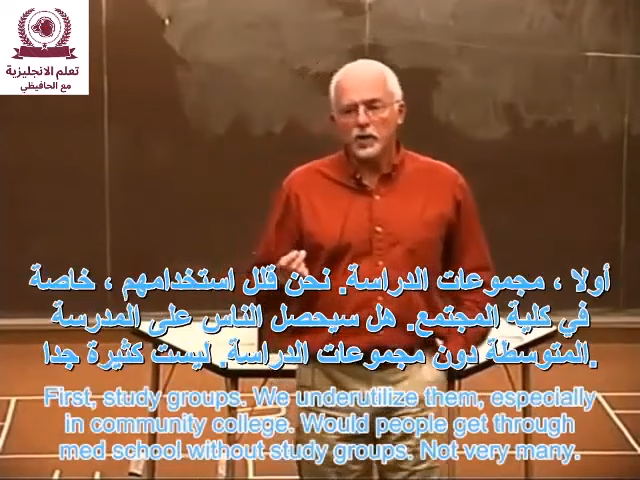 تعلم الانجليزية
مع الحافيظي
أولا ، مجموعات الدراسة. نحن قلل استخدامهم ، خاصة
في كلية المجتمع. هل سيحصل الناس على المدرسة
المتوسطة دون مجموعات الدراسة. ليست كثيرة جدا.
First, study groups. We underutilize them, especially
in community college. Would people get through
med school without study groups. Not very many.